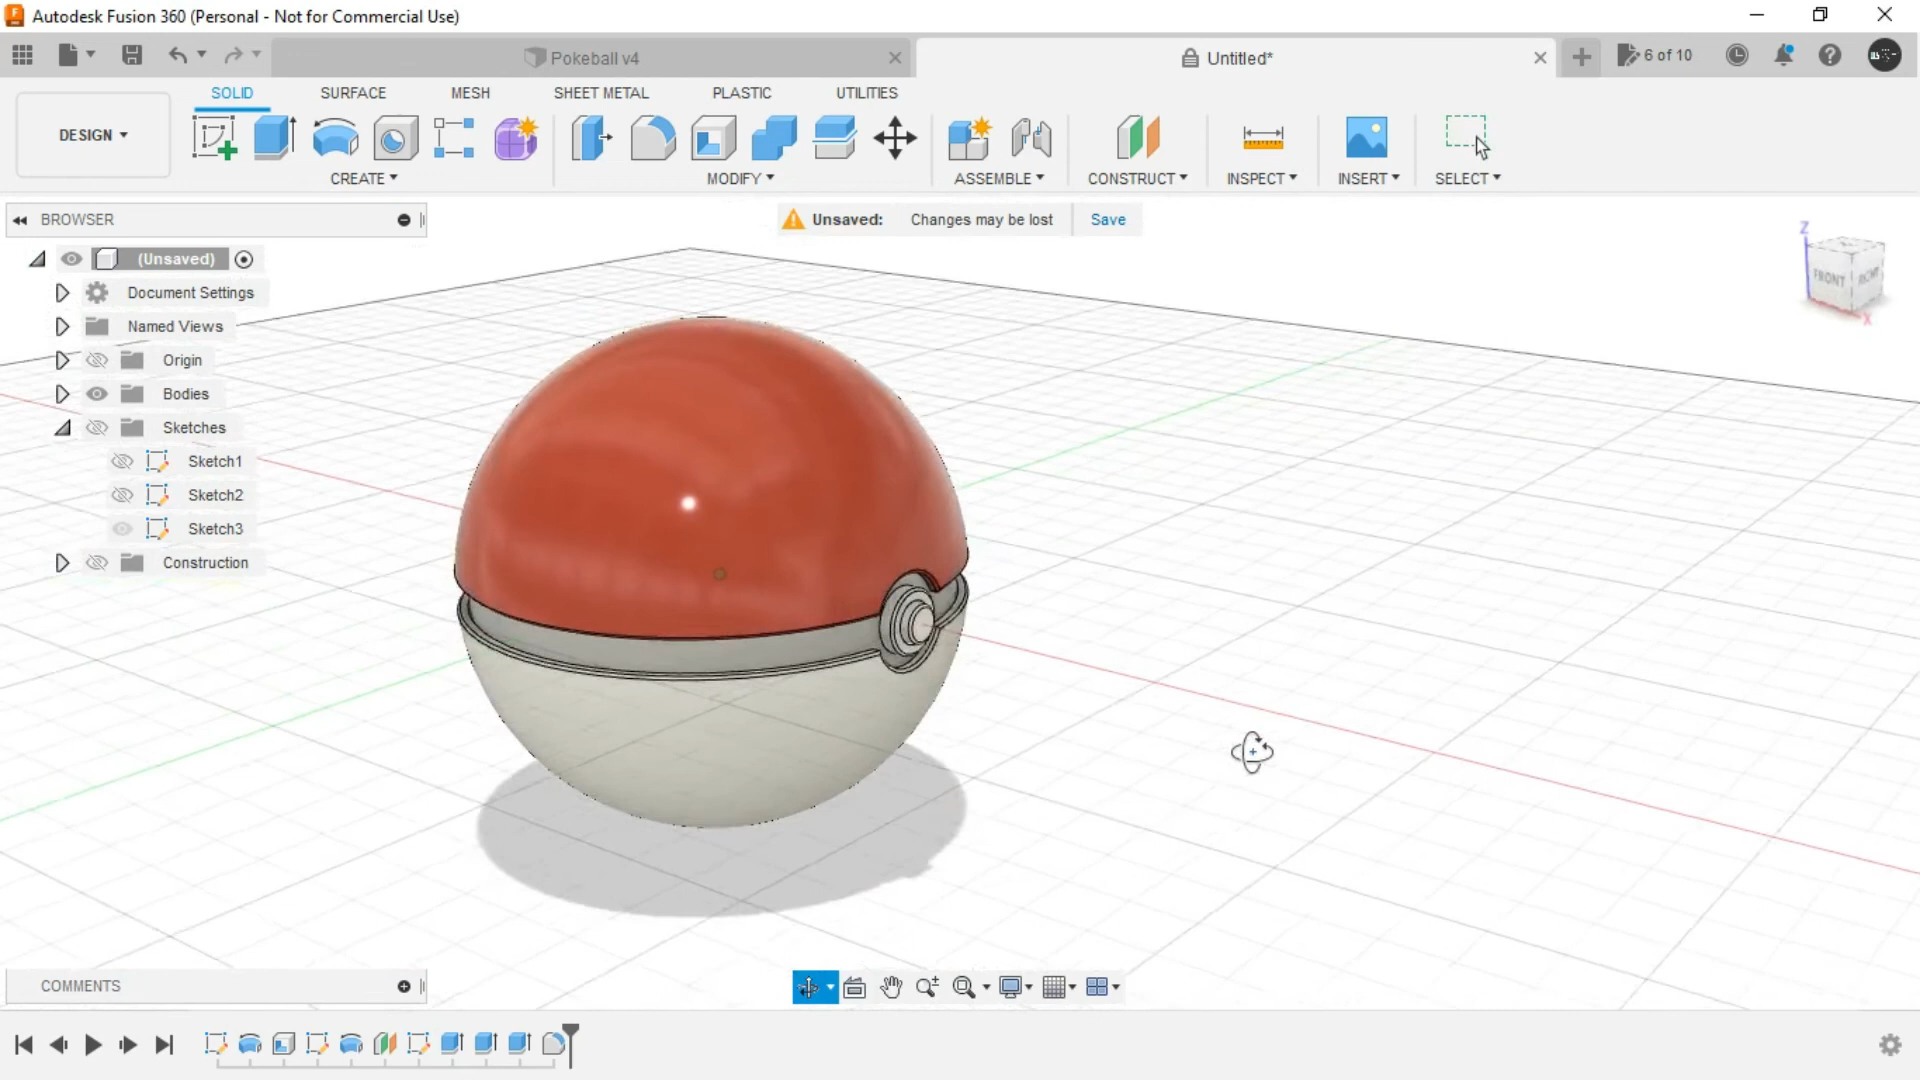 Autodesk Fusion 360 (Personal - Not for Commercial Use)
Pokeball v4
Untitled*
6 of 10
SOLID
SURFACE
MESH
SHEET METAL
PLASTIC
UTILITIES
DESIGN
CREATE
MODIFY
ASSEMBLE
CONSTRUCT
INSPECT
INSERT
SELECT
BROWSER
Unsaved: Changes may be lost
Save
(Unsaved)
Document Settings
Named Views
Origin
Bodies
Sketches
Sketch1
Sketch2
Sketch3
Construction
Z
FRONT
RIGHT
X
COMMENTS